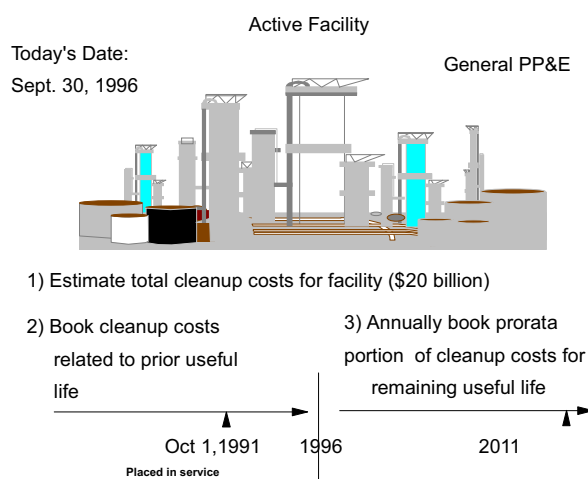 Active Facility
Today's Date:
Sept. 30, 1996
General PP&E
1) Estimate total cleanup costs for facility ($20 billion)
2) Book cleanup costs
related to prior useful
life
3) Annually book prorata
portion of cleanup costs for
remaining useful life
Oct 1,1991
1996
2011
Placed in service